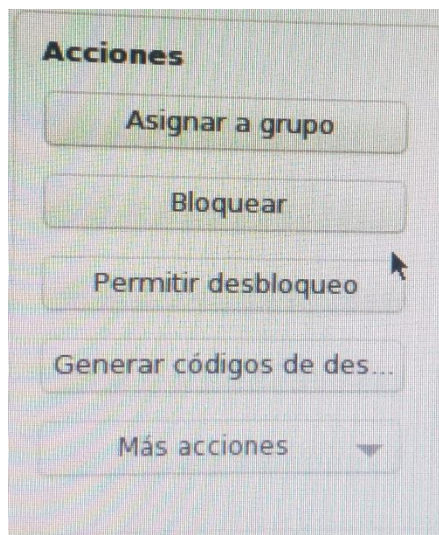 Acciones
Asignar a grupo
Bloquear
Permitir desbloqueo
Generar códigos de des...
Más acciones